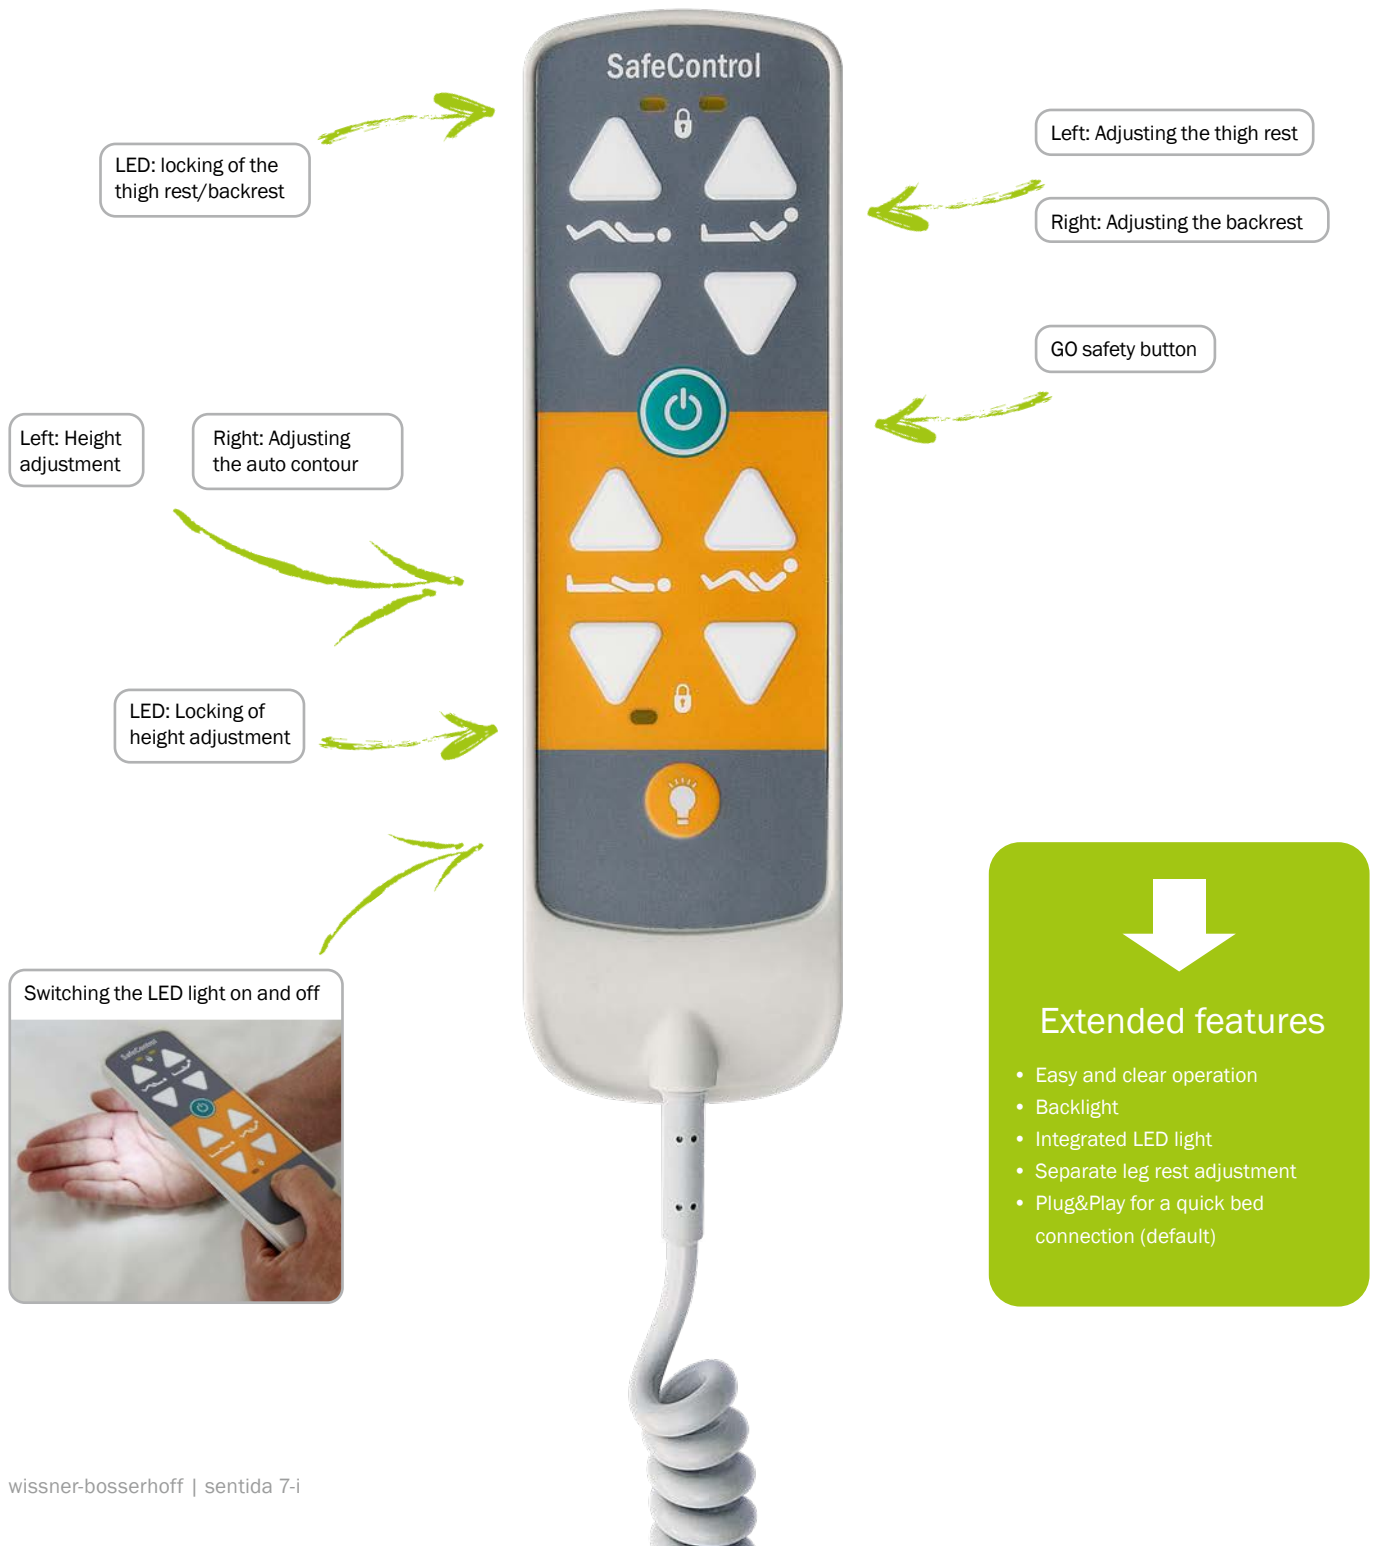 SafeControl
LED: locking of the
thigh rest/backrest
Left: Adjusting the thigh rest
Right: Adjusting the backrest
GO safety button
Left: Height
adjustment
Right: Adjusting
the auto contour
LED: Locking of
height adjustment
Switching the LED light on and off
SafeControl
Extended features
• Easy and clear operation
• Backlight
• Integrated LED light
• Separate leg rest adjustment
• Plug&Play for a quick bed
connection (default)
wissner-bosserhoff | sentida 7-i